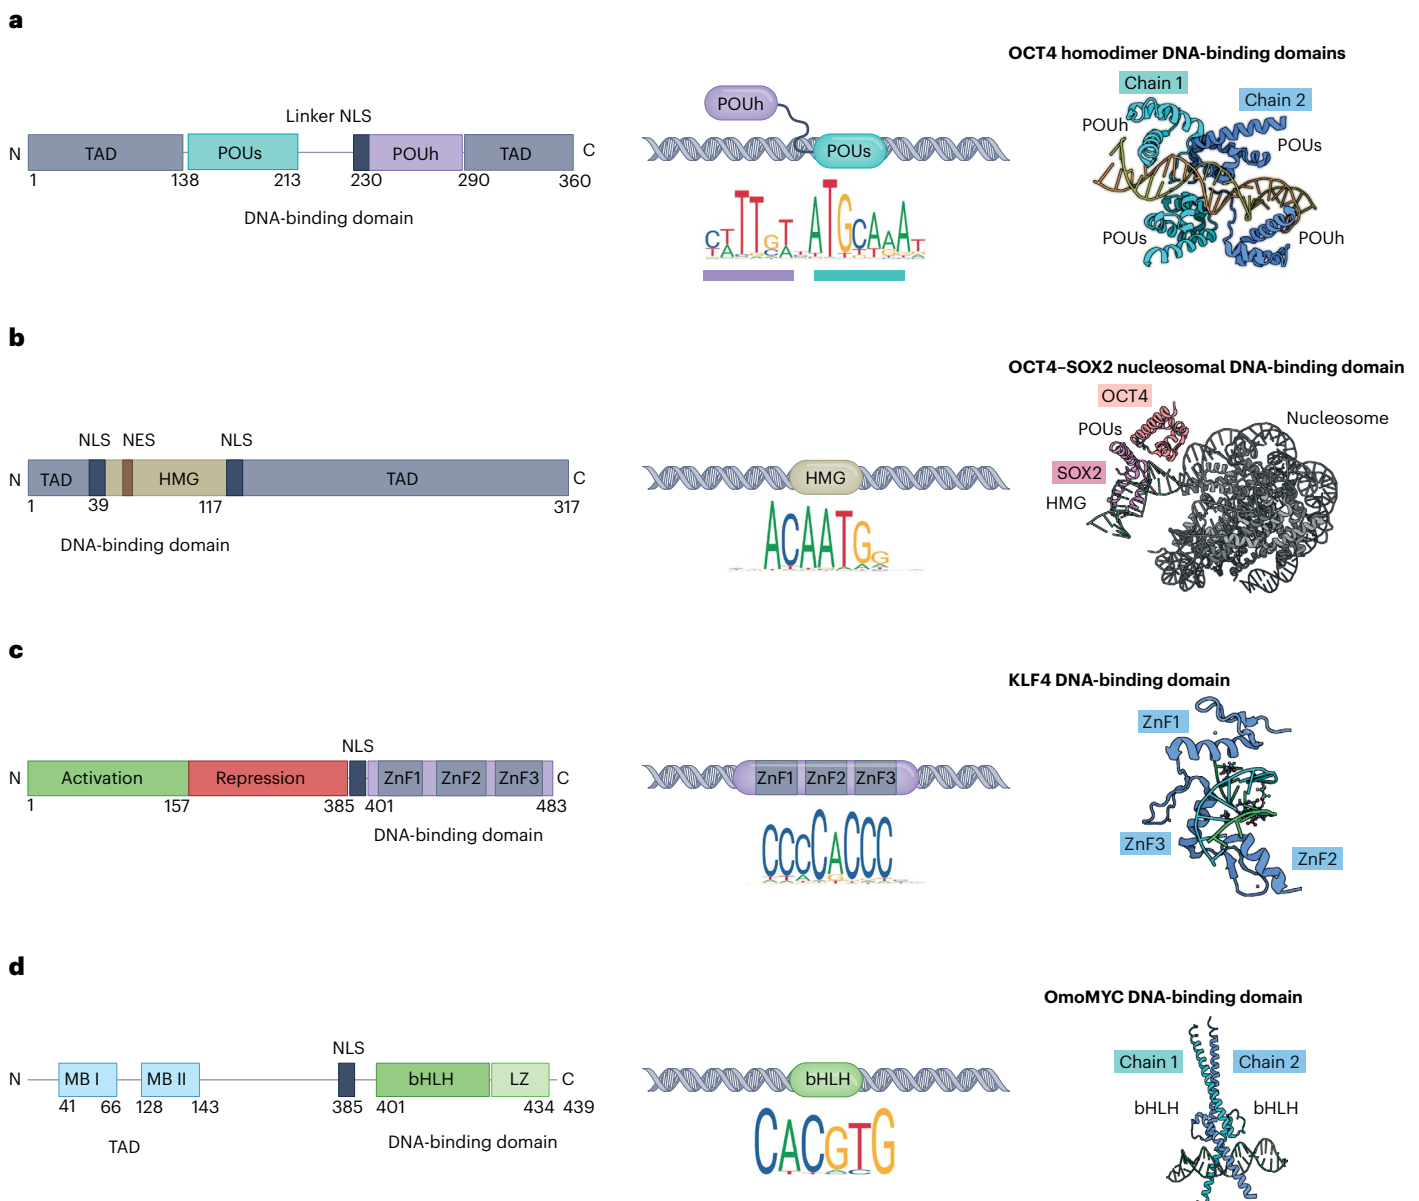 a
OCT4 homodimer DNA-binding domains
Linker NLS
N TAD POUs POUh TAD C
1 138 213 230 290 360
DNA-binding domain
POUh
POUs
CTTTGTATGCAAAT
Chain 1
Chain 2
POUh
POUs
POUs
POUh
b
OCT4–SOX2 nucleosomal DNA-binding domain
NLS NES NLS
N TAD HMG TAD C
1 39 117 317
DNA-binding domain
HMG
ACAATGG
OCT4
POUs
Nucleosome
SOX2
HMG
c
KLF4 DNA-binding domain
NLS
N Activation Repression ZnF1 ZnF2 ZnF3 C
1 157 385 401 483
DNA-binding domain
ZnF1 ZnF2 ZnF3
CCCCACCC
ZnF1
ZnF3
ZnF2
d
OmoMYC DNA-binding domain
NLS
N MB I MB II bHLH LZ C
41 66 128 143 385 401 434 439
TAD
DNA-binding domain
bHLH
CACGTG
Chain 1 Chain 2
bHLH bHLH